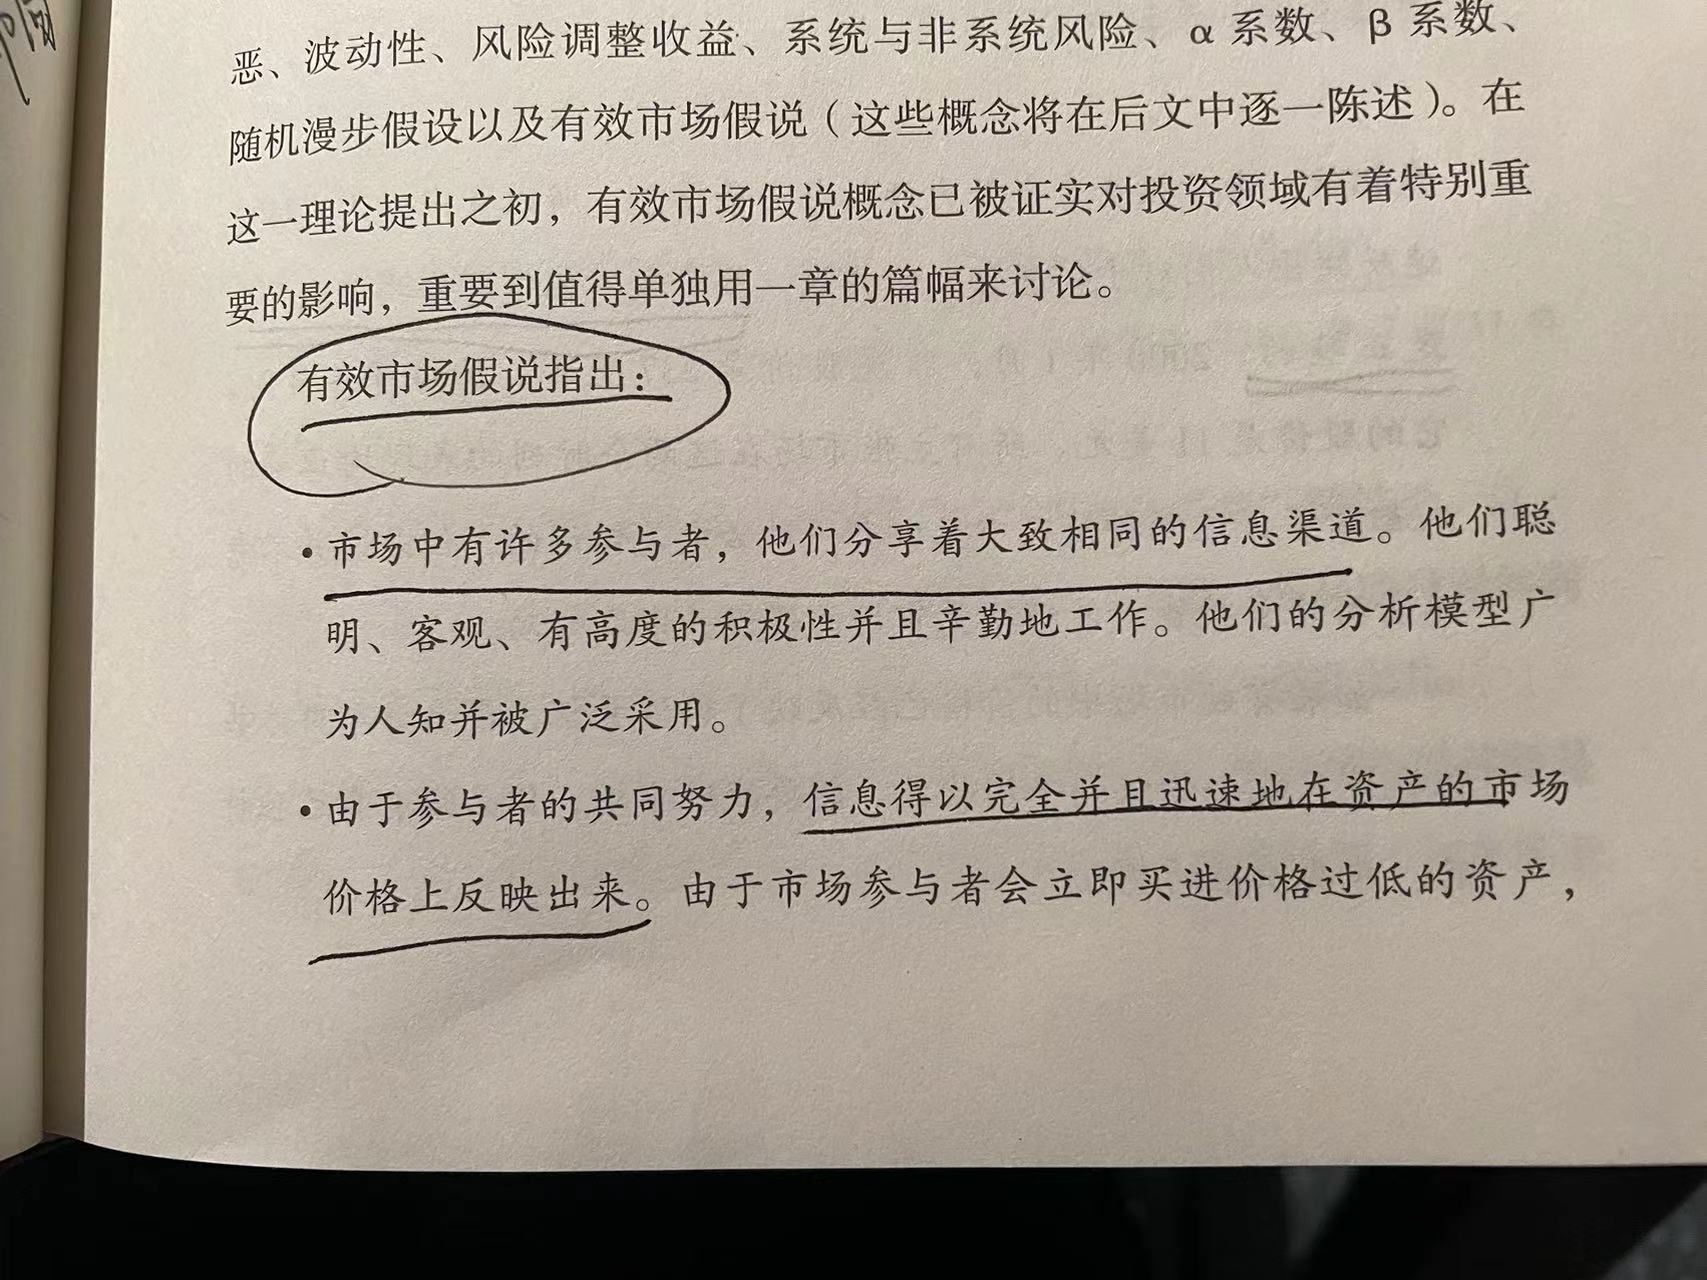 恶、波动性、风险调整收益、系统与非系统风险、α 系数、β 系数、
随机漫步假设以及有效市场假说（这些概念将在后文中逐一陈述）。在
这一理论提出之初，有效市场假说概念已被证实对投资领域有着特别重
要的影响，重要到值得单独用一章的篇幅来讨论。
有效市场假说指出：
•市场中有许多参与者，他们分享着大致相同的信息渠道。他们聪
明、客观、有高度的积极性并且辛勤地工作。他们的分析模型广
为人知并被广泛采用。
•由于参与者的共同努力，信息得以完全并且迅速地在资产的市场
价格上反映出来。由于市场参与者会立即买进价格过低的资产，